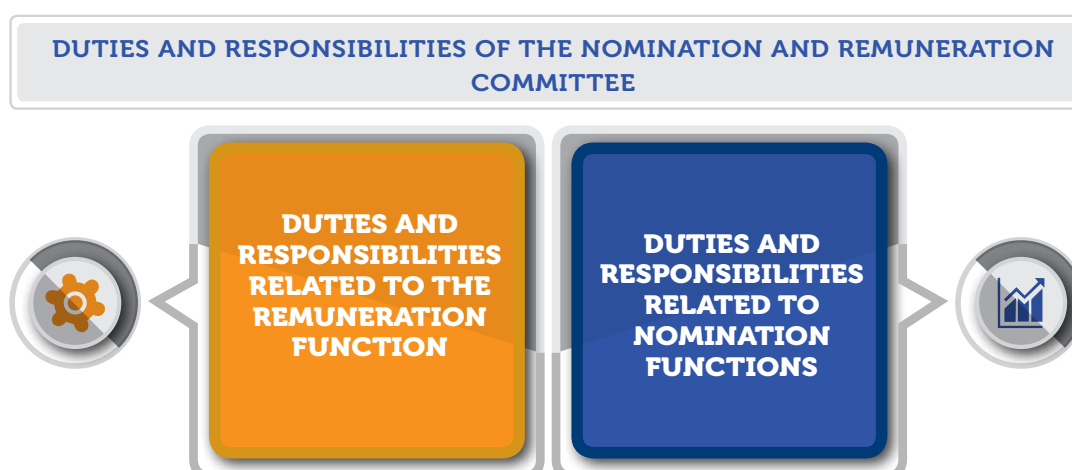 DUTIES AND RESPONSIBILITIES OF THE NOMINATION AND REMUNERATION
COMMITTEE
DUTIES AND
RESPONSIBILITIES
RELATED TO THE
REMUNERATION
FUNCTION
DUTIES AND
RESPONSIBILITIES
RELATED TO
NOMINATION
FUNCTIONS